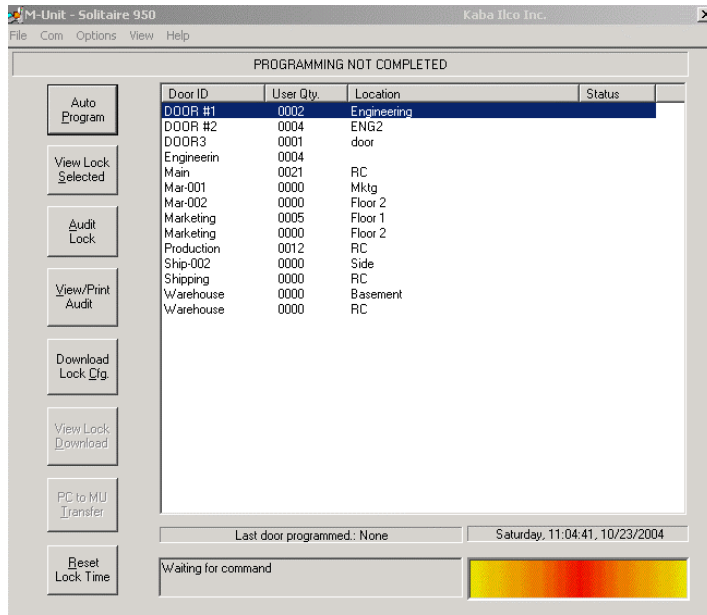 M-Unit - Solitaire 950 Kaba Ilco Inc.
File Com Options View Help
PROGRAMMING NOT COMPLETED
Auto
Program
View Lock
Selected
Audit
Lock
View/Print
Audit
Download
Lock Cfg.
View Lock
Download
PC to MU
Transfer
Reset
Lock Time
Door ID User Qty. Location Status
DOOR #1 0002 Engineering
DOOR #2 0004 ENG2
DOOR3 0001 door
Engineerin 0004
Main 0021 RC
Mar-001 0000 Mktg
Mar-002 0000 Floor 2
Marketing 0005 Floor 1
Marketing 0000 Floor 2
Production 0012 RC
Ship-002 0000 Side
Shipping 0000 RC
Warehouse 0000 Basement
Warehouse 0000 RC
Last door programmed.: None
Saturday, 11:04:41, 10/23/2004
Waiting for command